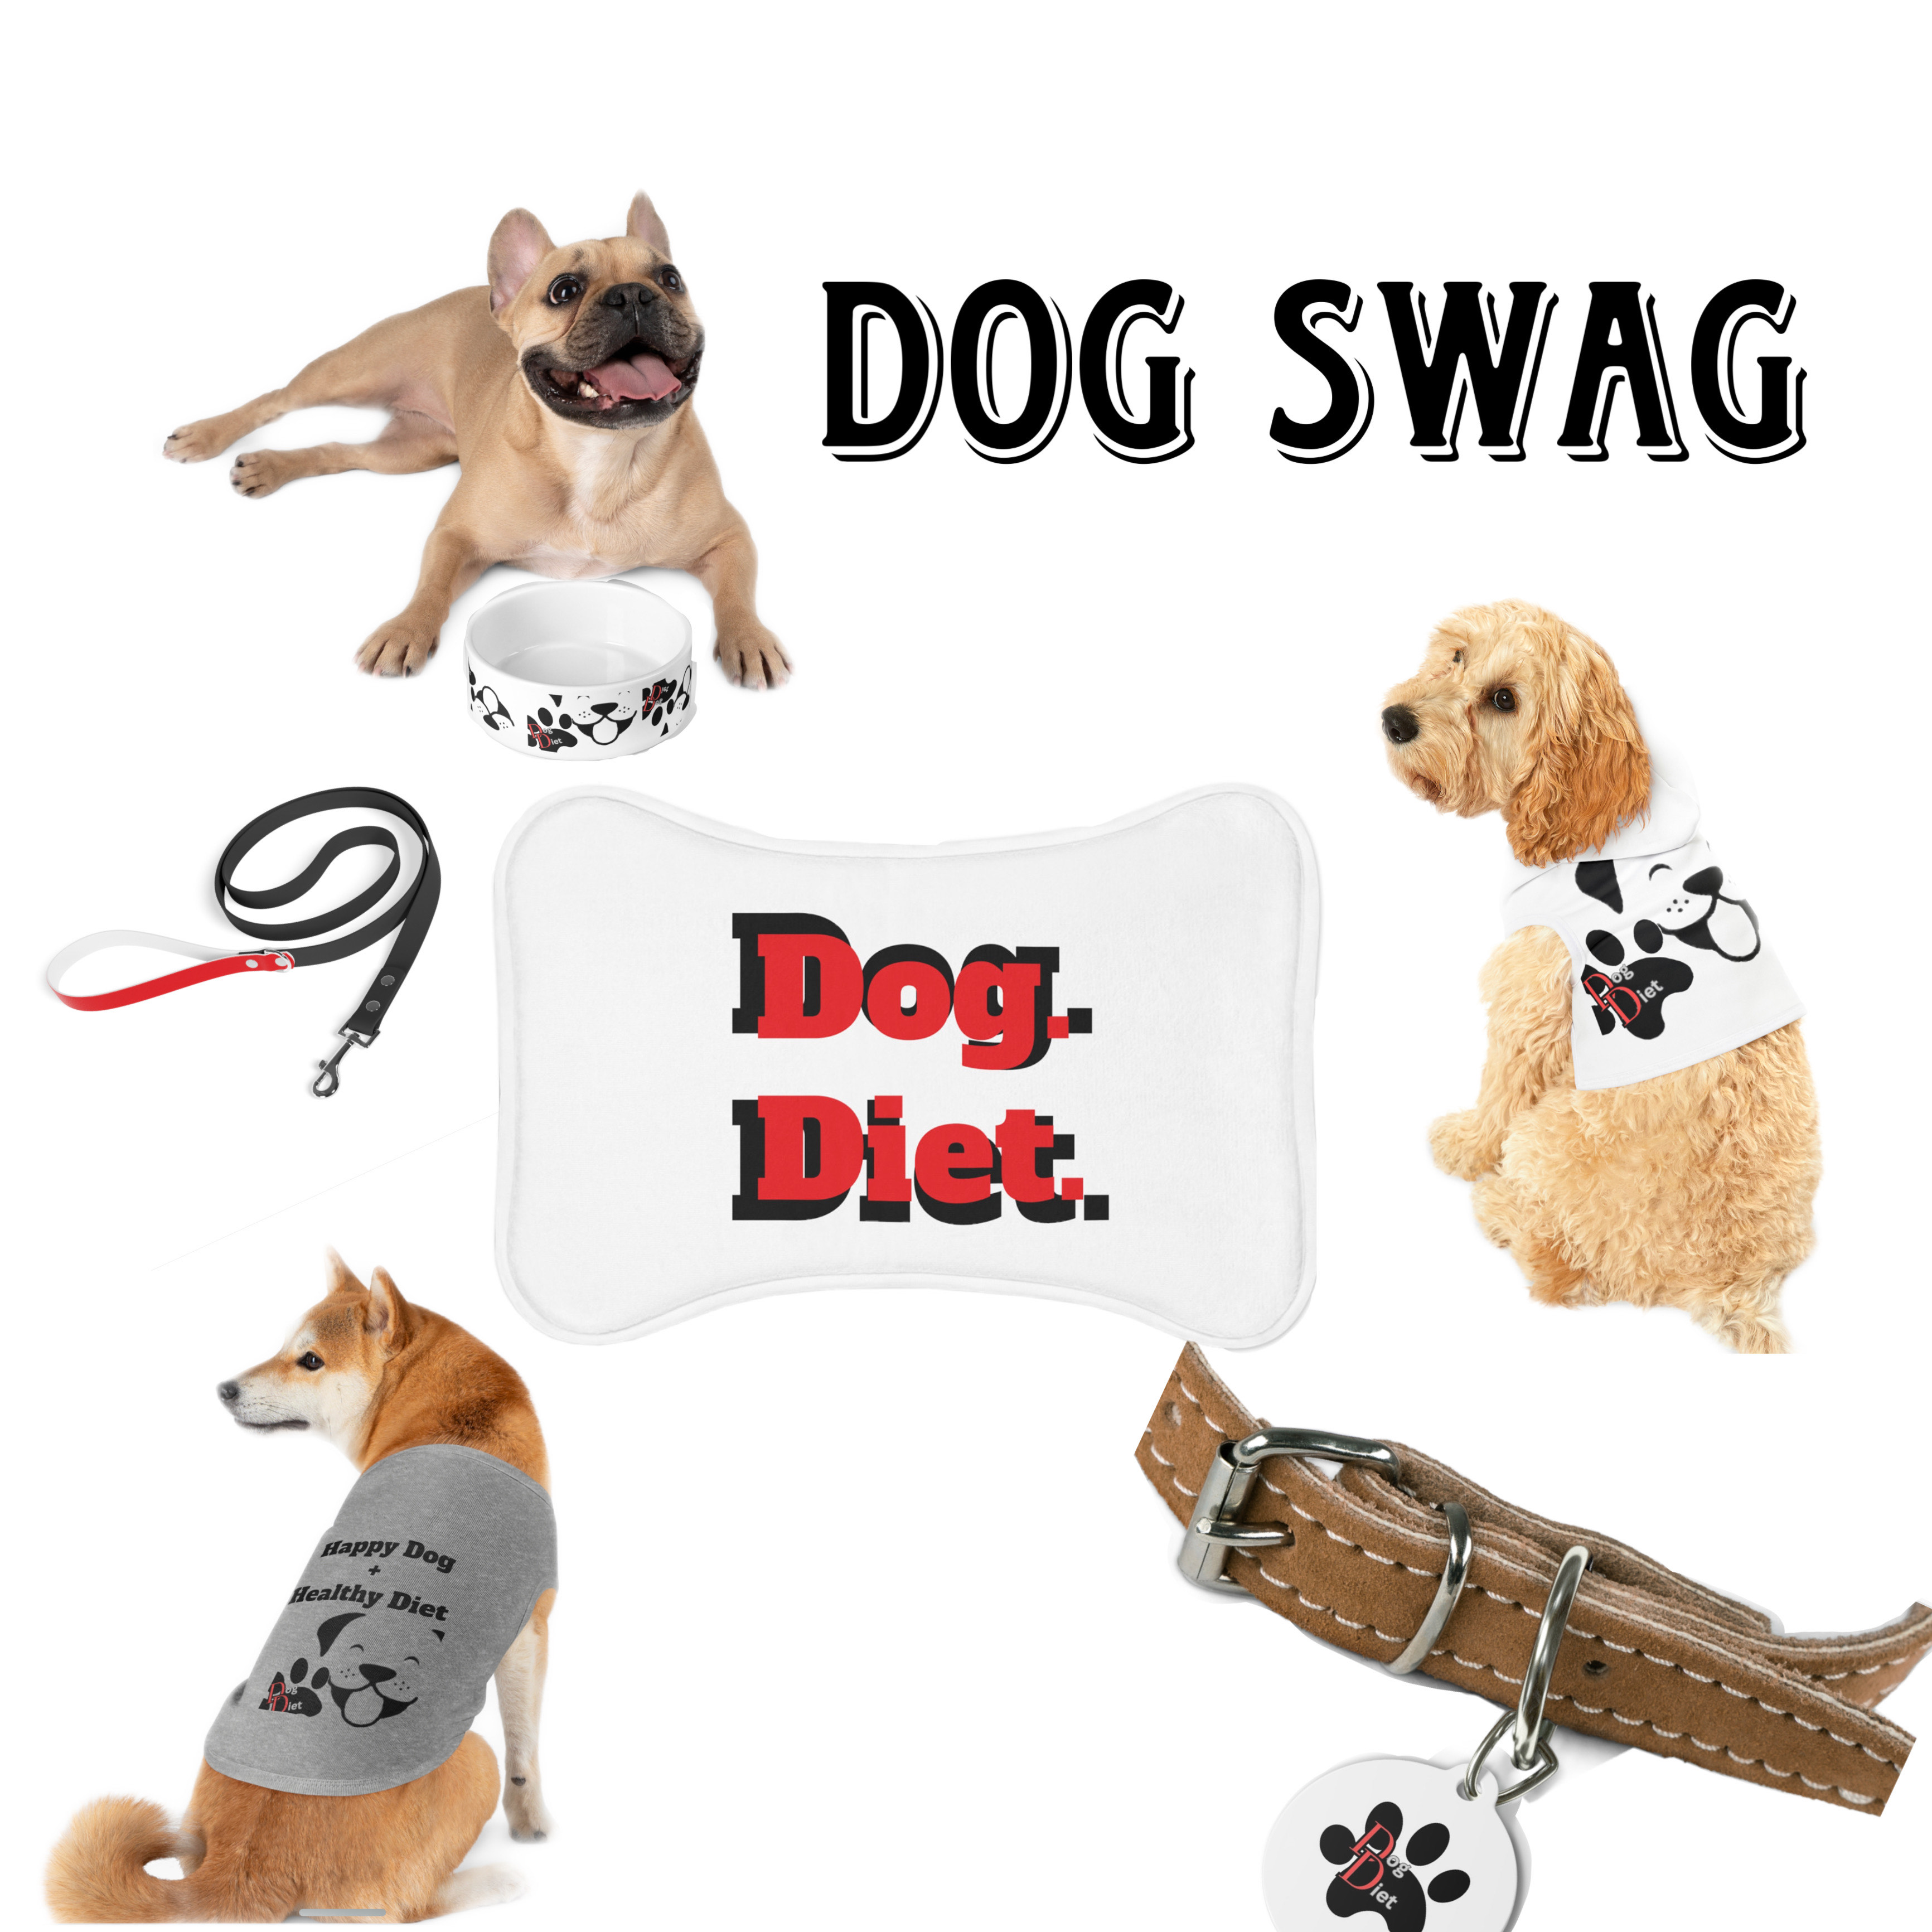 DOG SWAG
Dog
Diet
Dog.
Diet.
Dog
Diet
Happy Dog
+
Healthy Diet
Dog
Diet
Dog
Diet